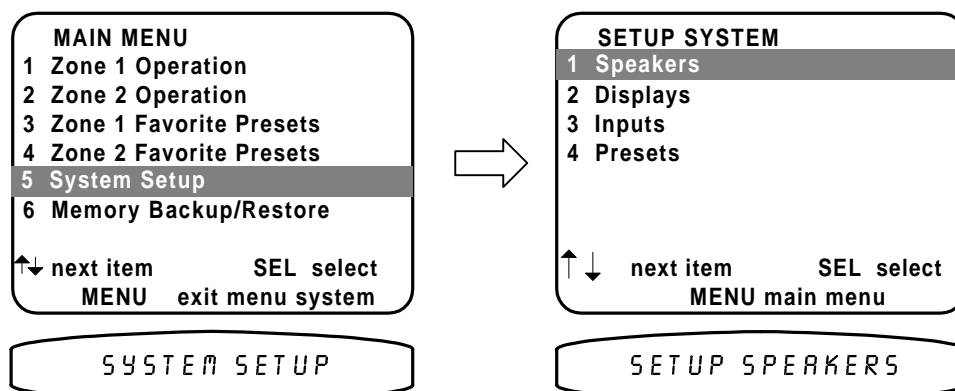 MAIN MENU
1 Zone 1 Operation
2 Zone 2 Operation
3 Zone 1 Favorite Presets
4 Zone 2 Favorite Presets
5 System Setup
6 Memory Backup/Restore
↑↓ next item SEL select
MENU exit menu system
SYSTEM SETUP
SETUP SYSTEM
1 Speakers
2 Displays
3 Inputs
4 Presets
↑↓ next item SEL select
MENU main menu
SETUP SPEAKERS